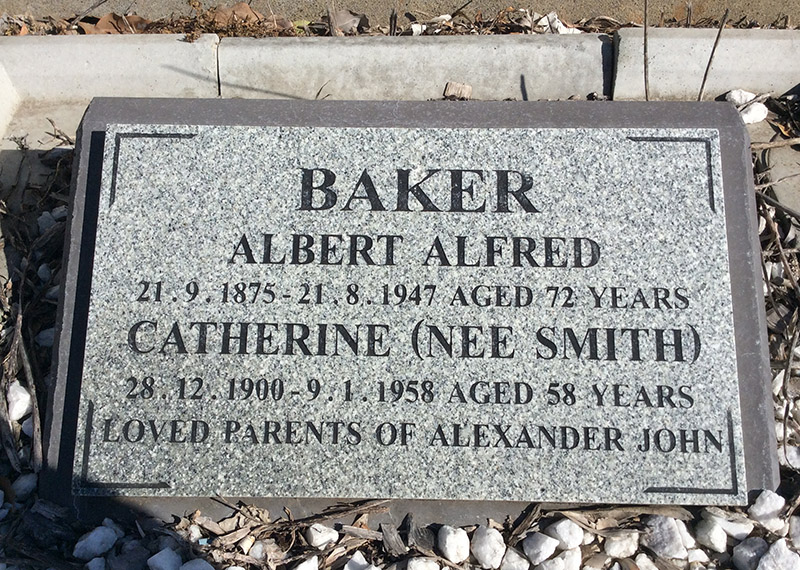 BAKER
ALBERT ALFRED
21.9.1875-21.8.1947 AGED 72 YEARS
CATHERINE (NEE SMITH)
28.12.1900-9.1.1958 AGED 58 YEARS
LOVED PARENTS OF ALEXANDER JOHN